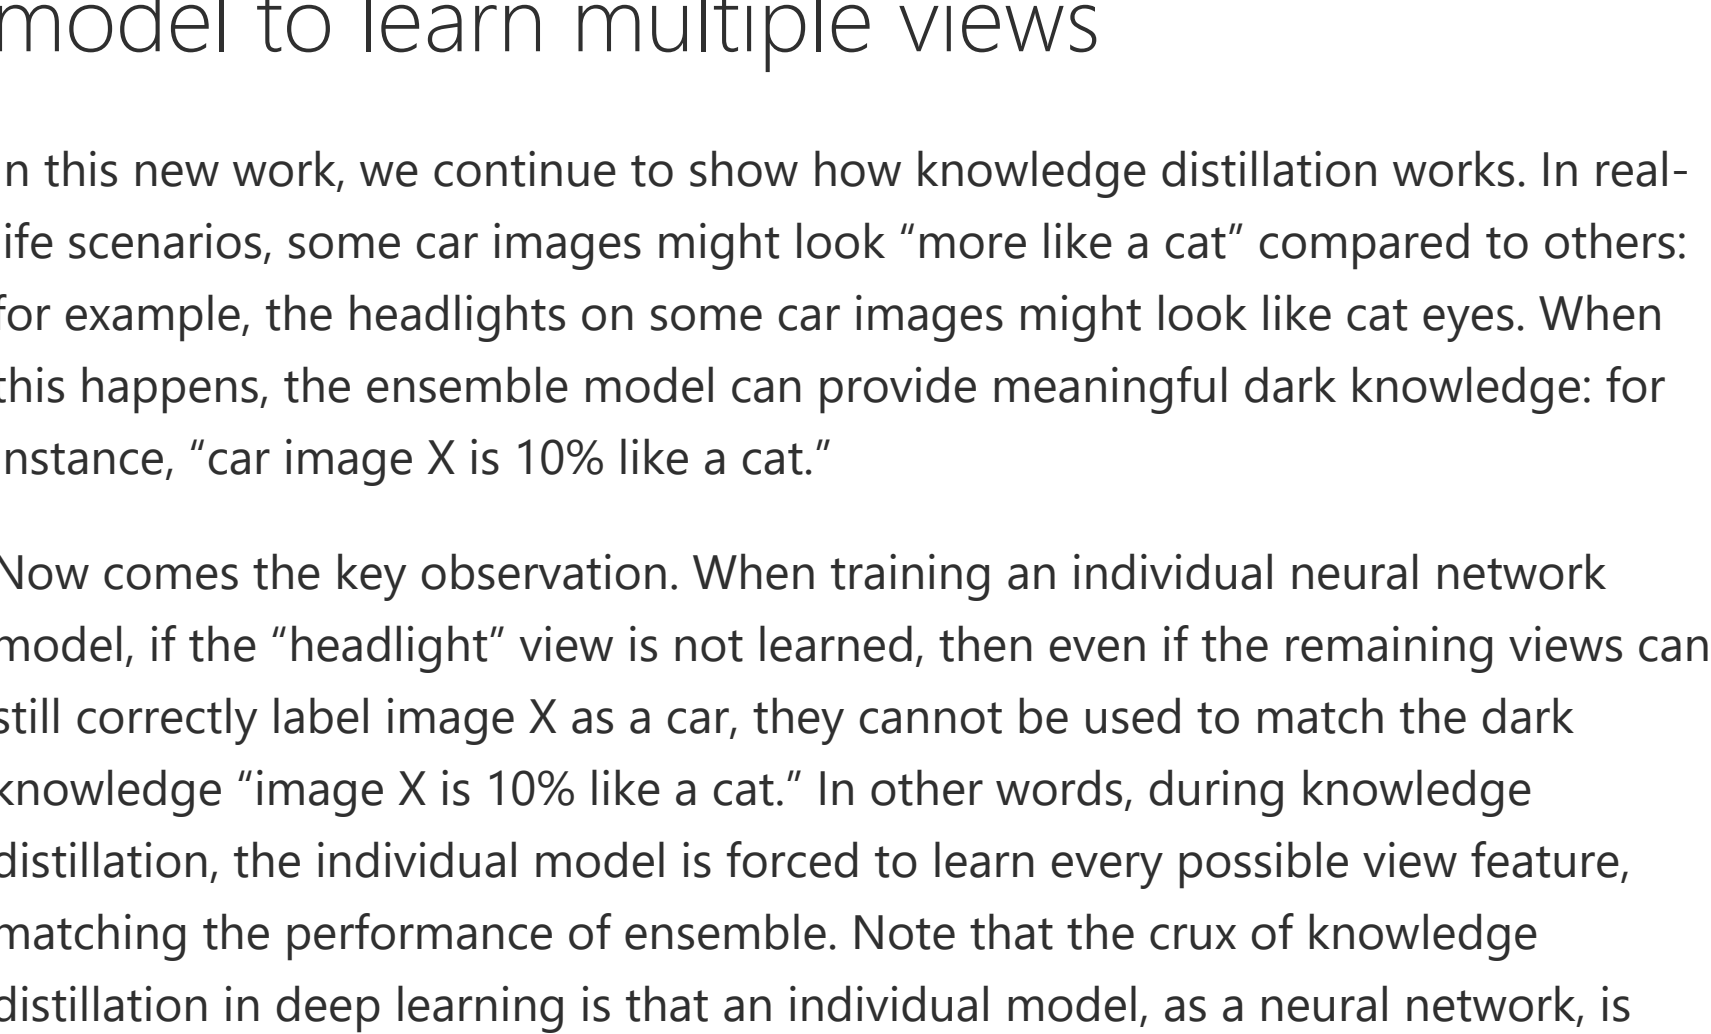 model to learn multiple views
In this new work, we continue to show how knowledge distillation works. In real-
life scenarios, some car images might look “more like a cat” compared to others:
for example, the headlights on some car images might look like cat eyes. When
this happens, the ensemble model can provide meaningful dark knowledge: for
instance, “car image X is 10% like a cat.”
Now comes the key observation. When training an individual neural network
model, if the “headlight” view is not learned, then even if the remaining views can
still correctly label image X as a car, they cannot be used to match the dark
knowledge “image X is 10% like a cat.” In other words, during knowledge
distillation, the individual model is forced to learn every possible view feature,
matching the performance of ensemble. Note that the crux of knowledge
distillation in deep learning is that an individual model, as a neural network, is